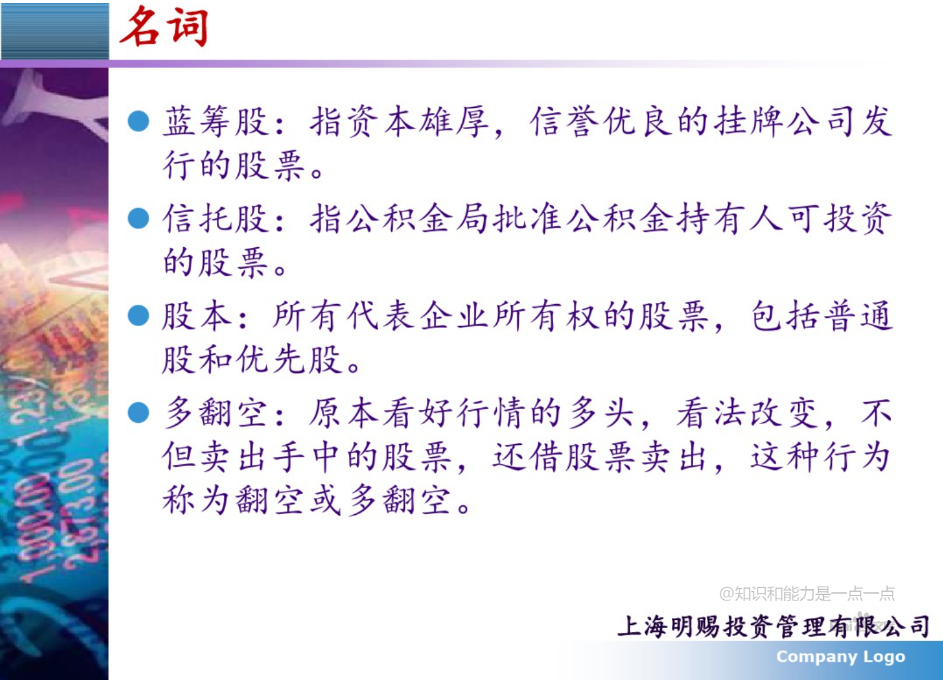 名词
蓝筹股：指资本雄厚，信誉优良的挂牌公司发
行的股票。
信托股：指公积金局批准公积金持有人可投资
的股票。
股本：所有代表企业所有权的股票，包括普通
股和优先股。
多翻空：原本看好行情的多头，看法改变，不
但卖出手中的股票，还借股票卖出，这种行为
称为翻空或多翻空。
@知识和能力是一点一点
上海明赐投资管理有限公司
Company Logo
1,000.00
2,873.00